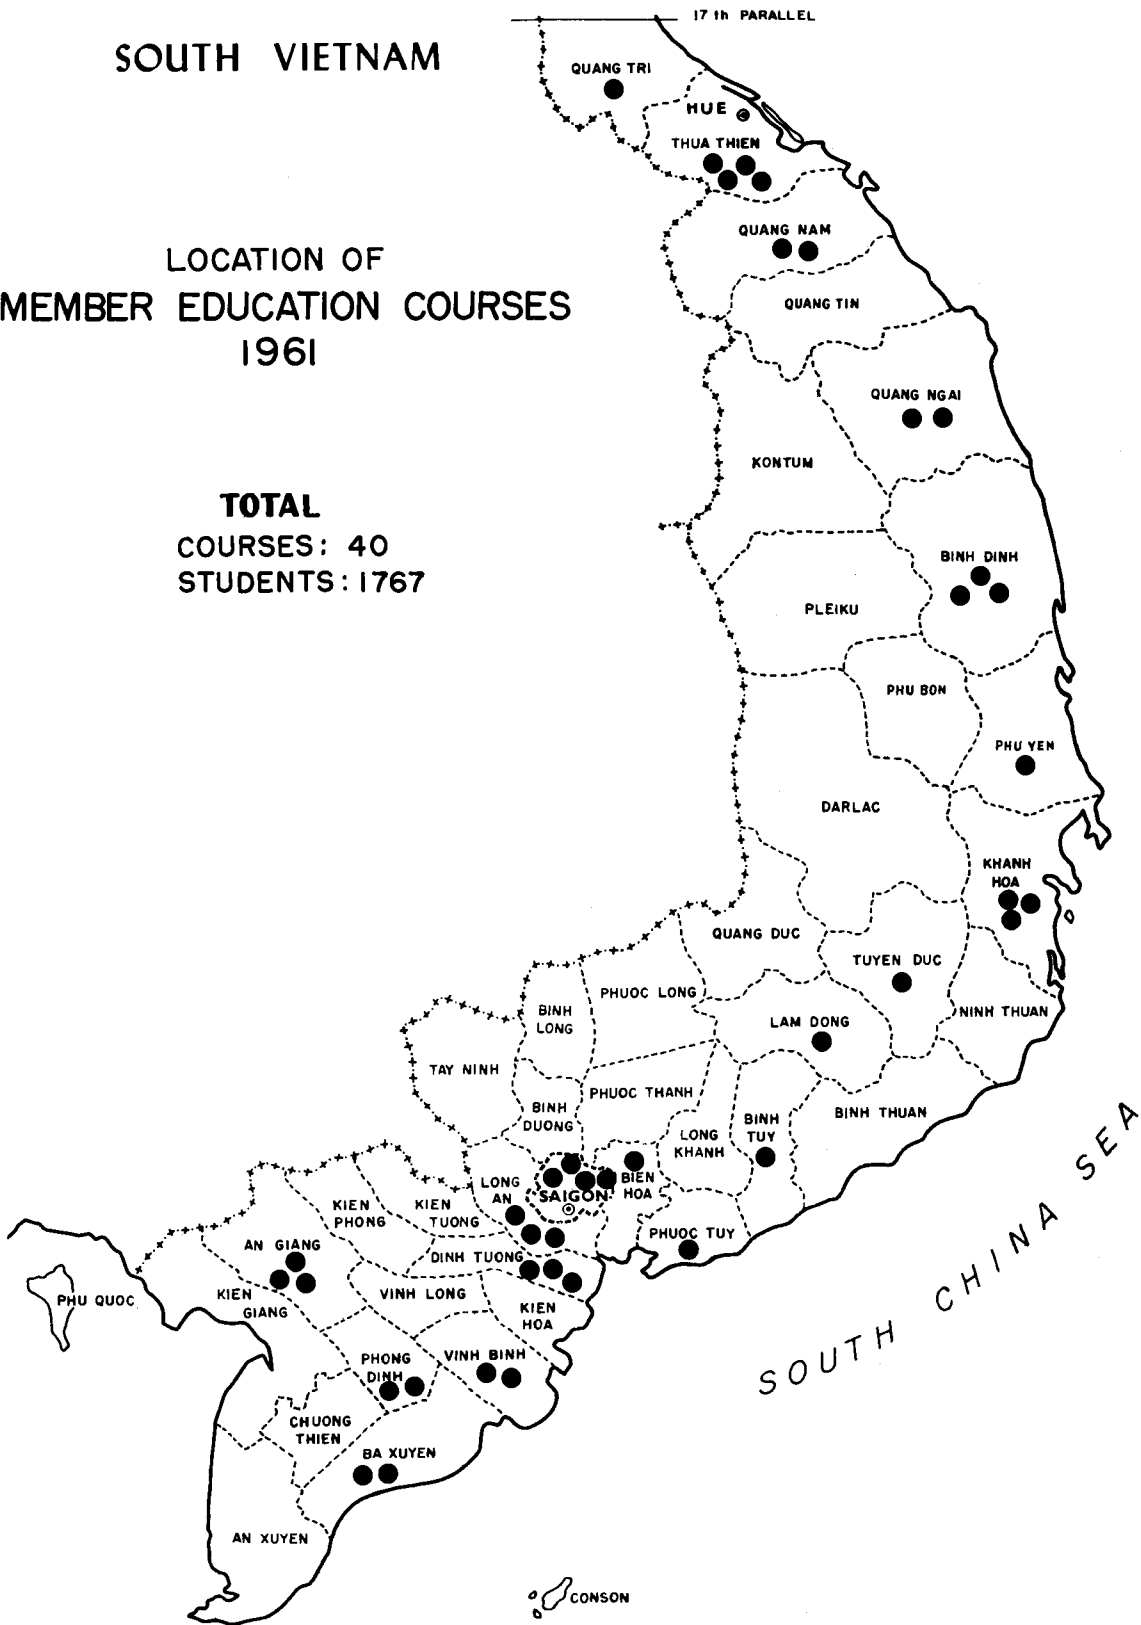 17 th PARALLEL
SOUTH VIETNAM
QUANG TRI
HUE
THUA THIEN
QUANG NAM
LOCATION OF
MEMBER EDUCATION COURSES
1961
QUANG TIN
QUANG NGAI
KONTUM
TOTAL
COURSES: 40
STUDENTS: 1767
BINH DINH
PLEIKU
PHU BON
PHU YEN
DARLAC
KHANH
HOA
QUANG DUC
TUYEN DUC
PHUOC LONG
BINH
LONG
NINH THUAN
LAM DONG
TAY NINH
PHUOC THANH
BINH
DUONG
BINH
TUY
BINH THUAN
LONG
KHANH
LONG
AN
SAIGON
BIEN
HOA
KIEN
PHONG
KIEN
TUONG
PHUOC TUY
AN GIANG
DINH TUONG
SOUTH CHINA SEA
PHU QUOC
KIEN
GIANG
VINH LONG
KIEN
HOA
PHONG
DINH
VINH BINH
CHUONG
THIEN
BA XUYEN
AN XUYEN
CONSON